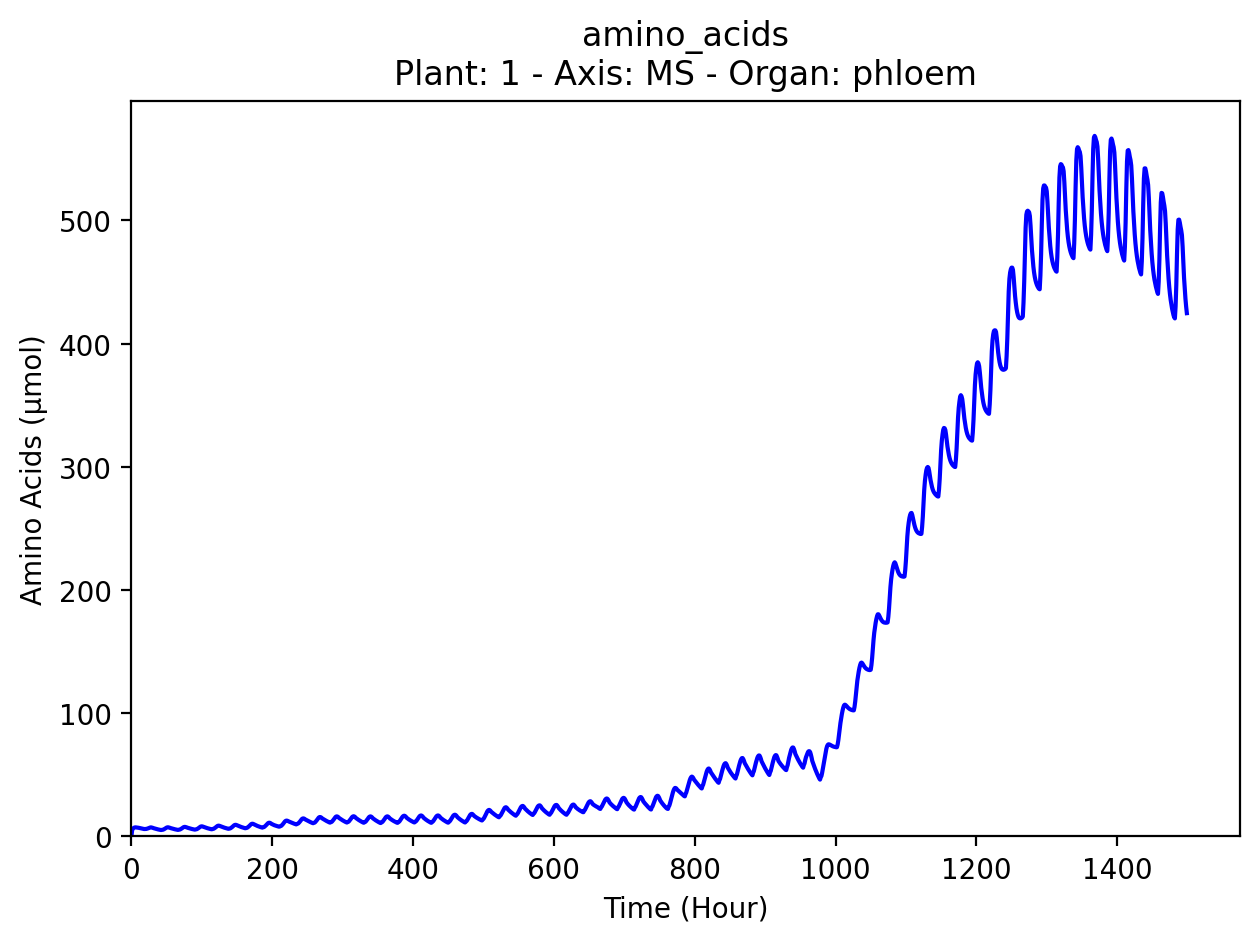 amino_acids
Plant: 1 - Axis: MS - Organ: phloem
Amino Acids (µmol)
500
400
300
200
100
0
0 200 400 600 800 1000 1200 1400
Time (Hour)